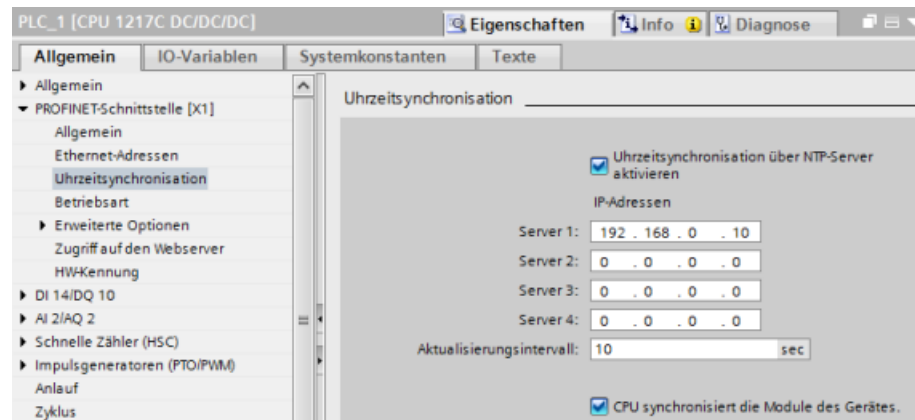 PLC_1 [CPU 1217C DC/DC/DC]
Eigenschaften
Info
Diagnose
Allgemein
IO-Variablen
Systemkonstanten
Texte
Allgemein
PROFINET-Schnittstelle [X1]
Allgemein
Ethernet-Adressen
Uhrzeitsynchronisation
Betriebsart
Erweiterte Optionen
Zugriff auf den Webserver
HW-Kennung
DI 14/DQ 10
AI 2/AQ 2
Schnelle Zähler (HSC)
Impulsgeneratoren (PTO/PWM)
Anlauf
Zyklus
Uhrzeitsynchronisation
Uhrzeitsynchronisation über NTP-Server
aktivieren
IP-Adressen
Server 1: 192 . 168 . 0 . 10
Server 2: 0 . 0 . 0 . 0
Server 3: 0 . 0 . 0 . 0
Server 4: 0 . 0 . 0 . 0
Aktualisierungsintervall: 10 sec
CPU synchronisiert die Module des Gerätes.